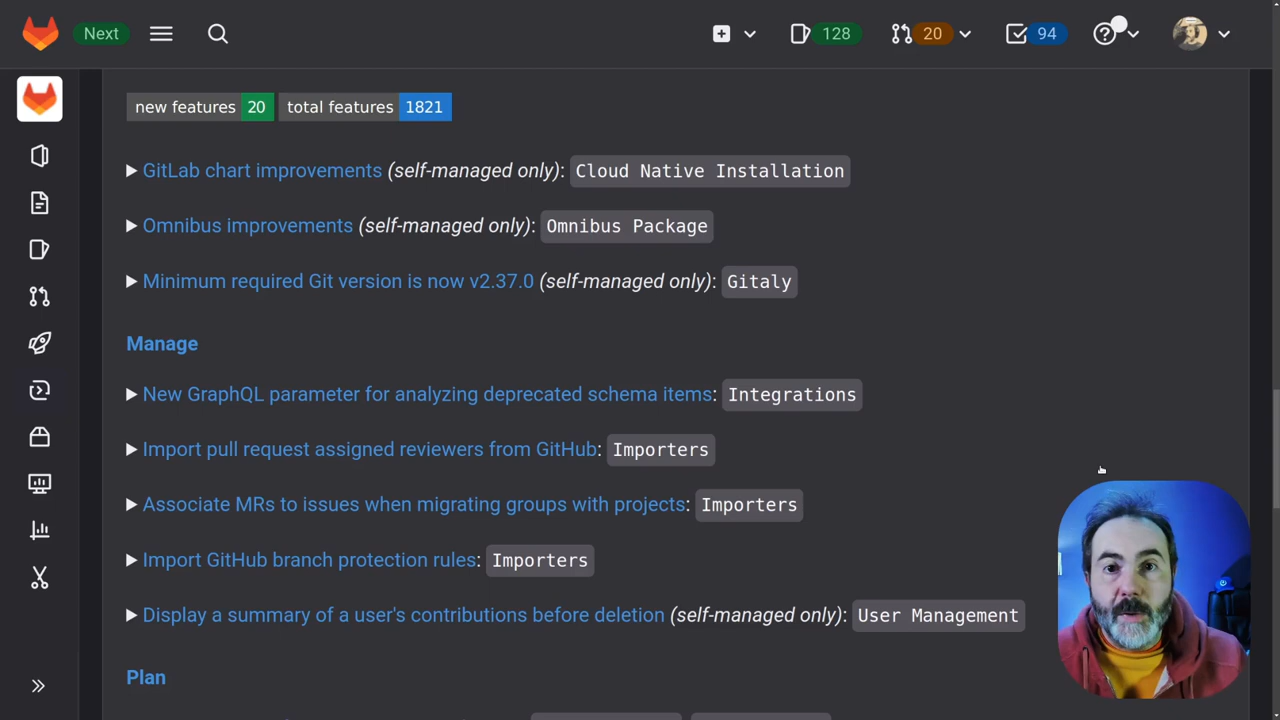 Next 128 20 94
new features 20 total features 1821
GitLab chart improvements (self-managed only): Cloud Native Installation
Omnibus improvements (self-managed only): Omnibus Package
Minimum required Git version is now v2.37.0 (self-managed only): Gitaly
Manage
New GraphQL parameter for analyzing deprecated schema items: Integrations
Import pull request assigned reviewers from GitHub: Importers
Associate MRs to issues when migrating groups with projects: Importers
Import GitHub branch protection rules: Importers
Display a summary of a user's contributions before deletion (self-managed only): User Management
Plan